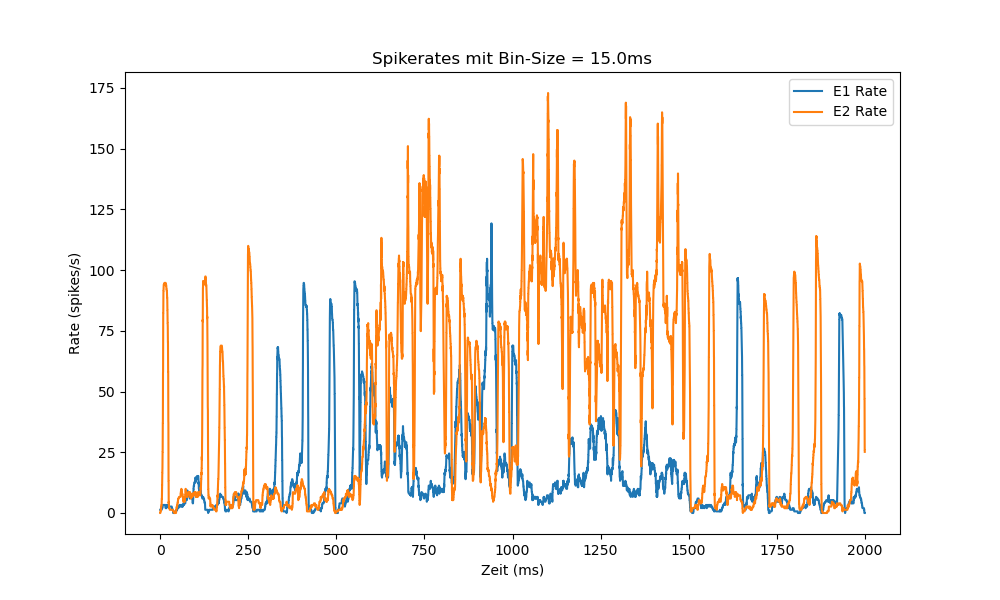 Spikerates mit Bin-Size = 15.0ms
E1 Rate
E2 Rate
175
150
125
100
75
50
25
0
Rate (spikes/s)
0 250 500 750 1000 1250 1500 1750 2000
Zeit (ms)